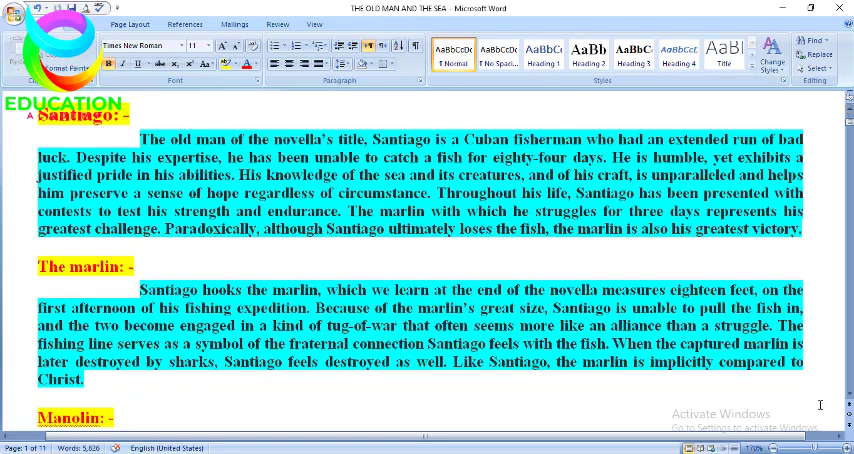 THE OLD MAN AND THE SEA - Microsoft Word
Page Layout References Mailings Review View
Times New Roman 11 AaBbCcDc AaBbCcDc AaBbC AaBb AaBbC AaBbCcL AaBl Find
Replace
Format Painter ¶ Normal ¶ No Spaci... Heading 1 Heading 2 Heading 3 Heading 4 Title Change Styles Select
Font Paragraph Styles Editing
EDUCATION
Santiago: -
The old man of the novella's title, Santiago is a Cuban fisherman who had an extended run of bad
luck. Despite his expertise, he has been unable to catch a fish for eighty-four days. He is humble, yet exhibits a
justified pride in his abilities. His knowledge of the sea and its creatures, and of his craft, is unparalleled and helps
him preserve a sense of hope regardless of circumstance. Throughout his life, Santiago has been presented with
contests to test his strength and endurance. The marlin with which he struggles for three days represents his
greatest challenge. Paradoxically, although Santiago ultimately loses the fish, the marlin is also his greatest victory.
The marlin: -
Santiago hooks the marlin, which we learn at the end of the novella measures eighteen feet, on the
first afternoon of his fishing expedition. Because of the marlin's great size, Santiago is unable to pull the fish in,
and the two become engaged in a kind of tug-of-war that often seems more like an alliance than a struggle. The
fishing line serves as a symbol of the fraternal connection Santiago feels with the fish. When the captured marlin is
later destroyed by sharks, Santiago feels destroyed as well. Like Santiago, the marlin is implicitly compared to
Christ.
Manolin: -
Activate Windows
Go to Settings to activate Windows.
Page: 1 of 11 Words: 5,626 English (United States) 170%